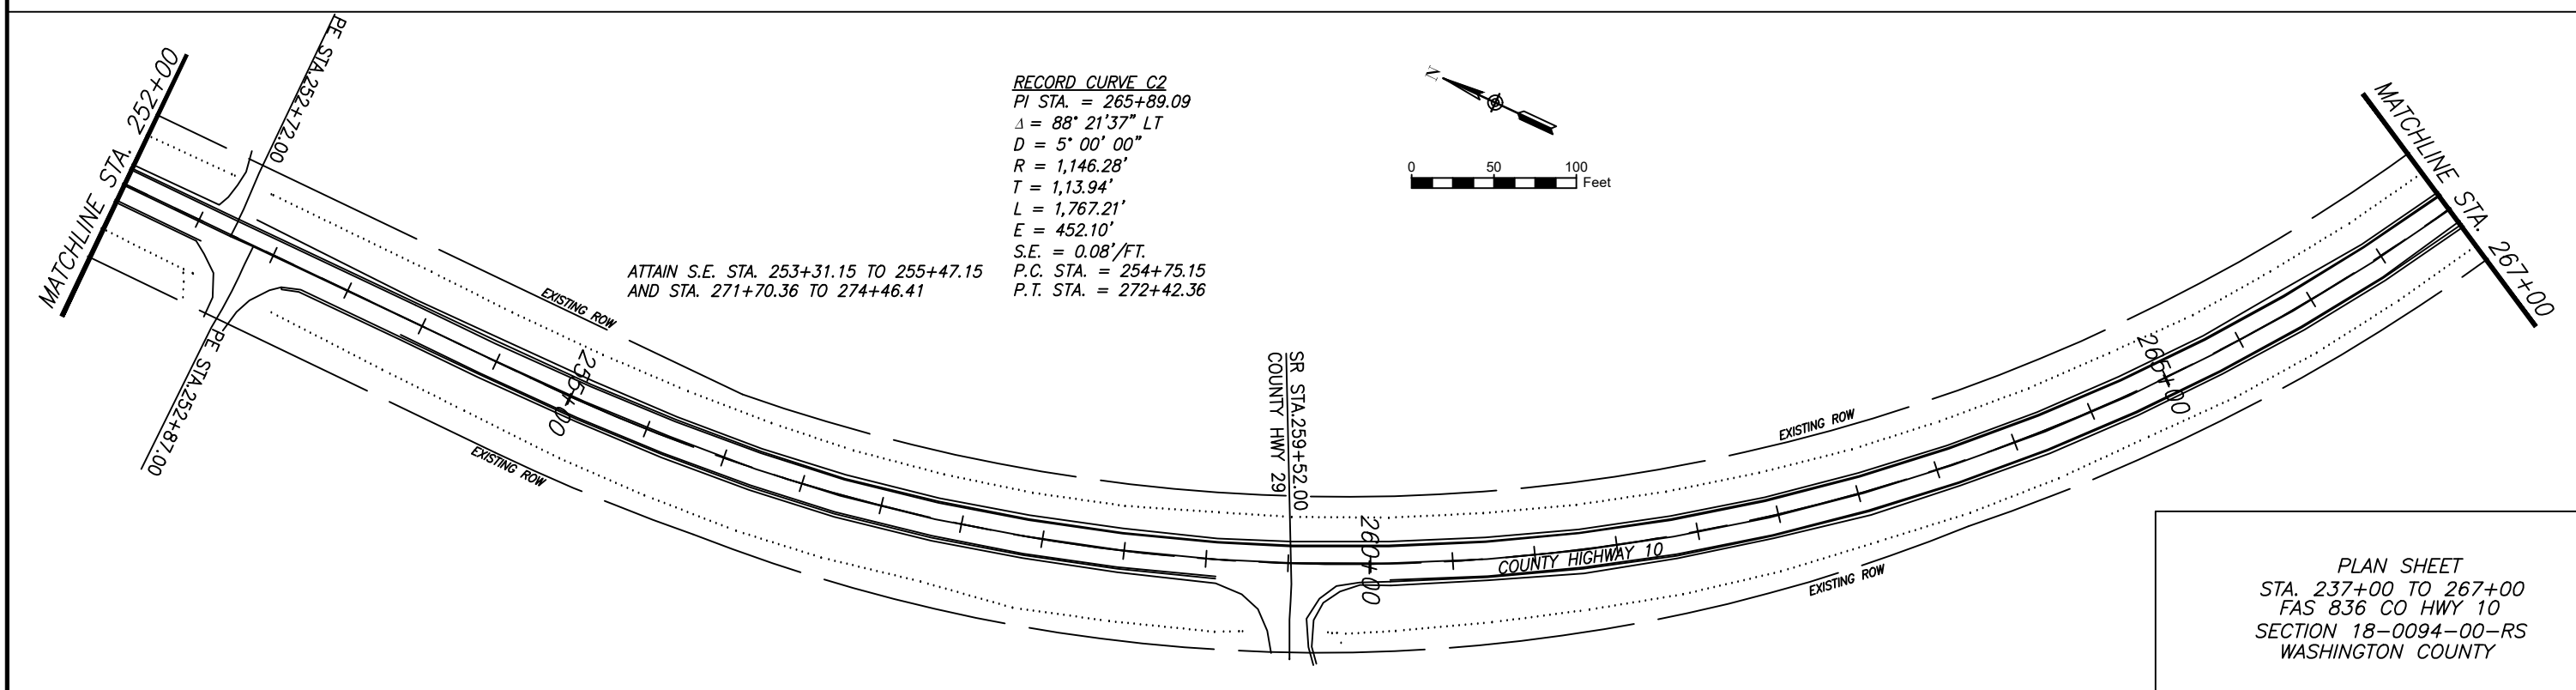 MATCHLINE STA. 252+00
PE STA.252+72.00
PE STA.252+87.00
EXISTING ROW
EXISTING ROW
255+00
ATTAIN S.E. STA. 253+31.15 TO 255+47.15
AND STA. 271+70.36 TO 274+46.41
RECORD CURVE C2
PI STA. = 265+89.09
Δ = 88° 21'37" LT
D = 5° 00' 00"
R = 1,146.28'
T = 1,13.94'
L = 1,767.21'
E = 452.10'
S.E. = 0.08'/FT.
P.C. STA. = 254+75.15
P.T. STA. = 272+42.36
N
0 50 100
Feet
SR STA.259+52.00
COUNTY HWY 29
260+00
COUNTY HIGHWAY 10
EXISTING ROW
EXISTING ROW
265+00
MATCHLINE STA. 267+00
PLAN SHEET
STA. 237+00 TO 267+00
FAS 836 CO HWY 10
SECTION 18-0094-00-RS
WASHINGTON COUNTY